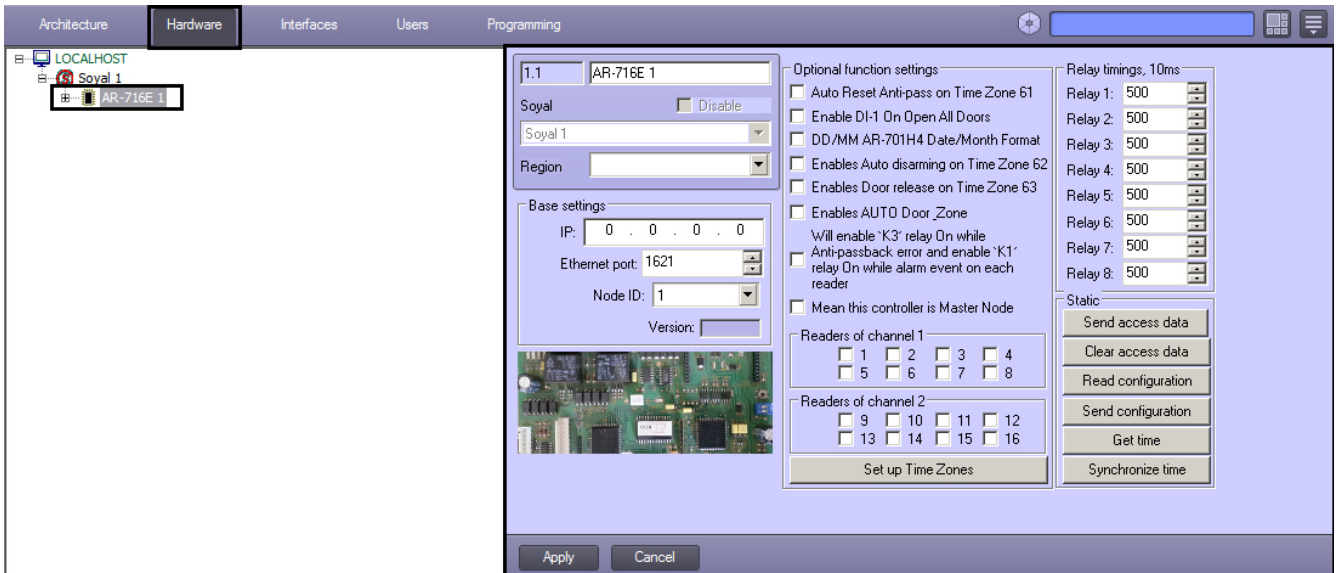 Architecture
Hardware
Interfaces
Users
Programming
LOCALHOST
Soyal 1
AR-716E 1
1.1
AR-716E 1
Soyal
Disable
Soyal 1
Region
Base settings
IP: 0 . 0 . 0 . 0
Ethernet port: 1621
Node ID: 1
Version:
Optional function settings
Auto Reset Anti-pass on Time Zone 61
Enable DI-1 On Open All Doors
DD/MM AR-701H4 Date/Month Format
Enables Auto disarming on Time Zone 62
Enables Door release on Time Zone 63
Enables AUTO Door_Zone
Will enable `K3´ relay On while
Anti-passback error and enable `K1´
relay On while alarm event on each
reader
Mean this controller is Master Node
Readers of channel 1
1 2 3 4
5 6 7 8
Readers of channel 2
9 10 11 12
13 14 15 16
Set up Time Zones
Relay timings, 10ms
Relay 1: 500
Relay 2: 500
Relay 3: 500
Relay 4: 500
Relay 5: 500
Relay 6: 500
Relay 7: 500
Relay 8: 500
Static
Send access data
Clear access data
Read configuration
Send configuration
Get time
Synchronize time
Apply
Cancel